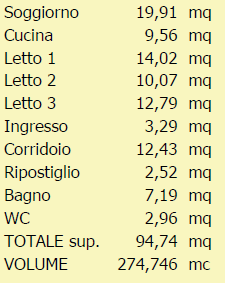 Soggiorno 19,91 mq
Cucina 9,56 mq
Letto 1 14,02 mq
Letto 2 10,07 mq
Letto 3 12,79 mq
Ingresso 3,29 mq
Corridoio 12,43 mq
Ripostiglio 2,52 mq
Bagno 7,19 mq
WC 2,96 mq
TOTALE sup. 94,74 mq
VOLUME 274,746 mc